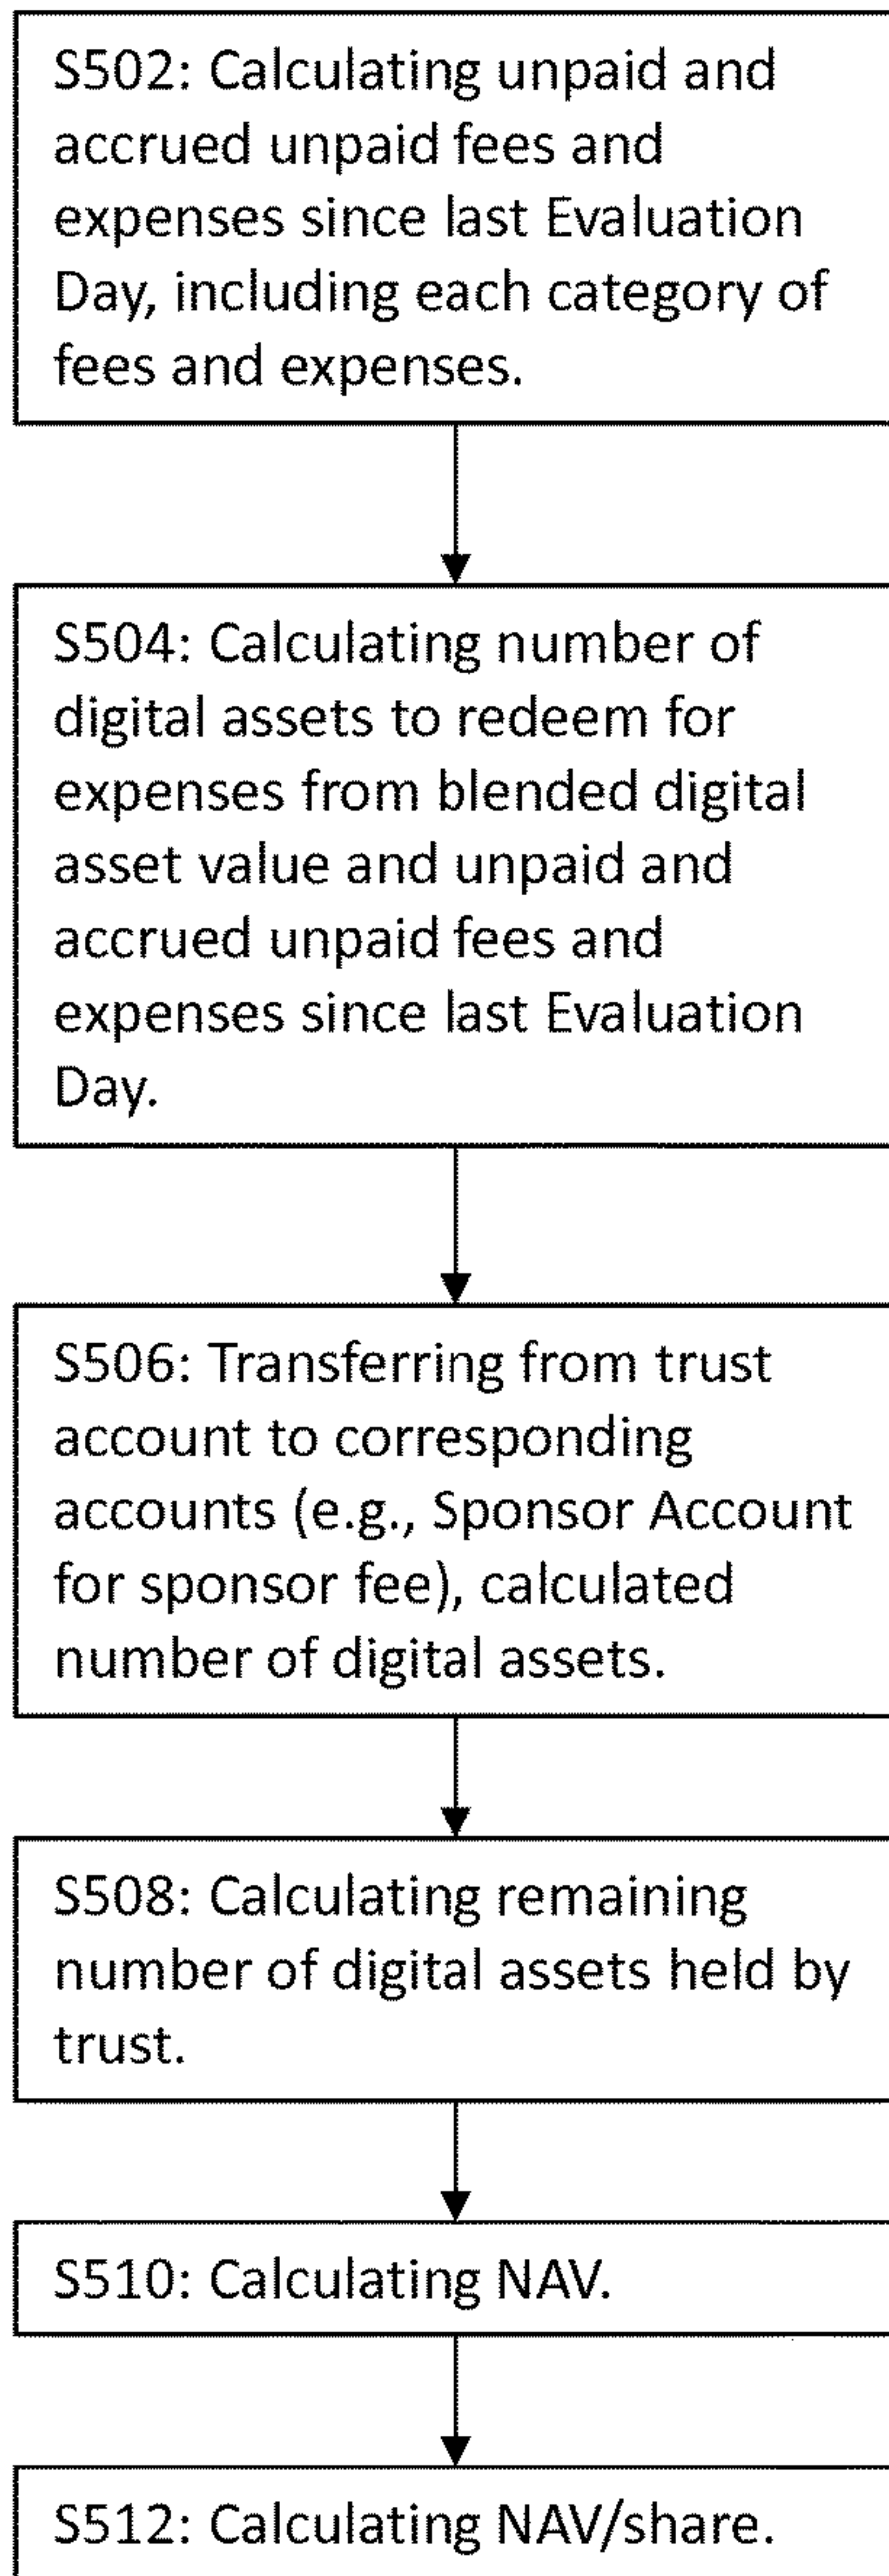 S502: Calculating unpaid and
accrued unpaid fees and
expenses since last Evaluation
Day, including each category of
fees and expenses.
S504: Calculating number of
digital assets to redeem for
expenses from blended digital
asset value and unpaid and
accrued unpaid fees and
expenses since last Evaluation
Day.
S506: Transferring from trust
account to corresponding
accounts (e.g., Sponsor Account
for sponsor fee), calculated
number of digital assets.
S508: Calculating remaining
number of digital assets held by
trust.
S510: Calculating NAV.
S512: Calculating NAV/share.